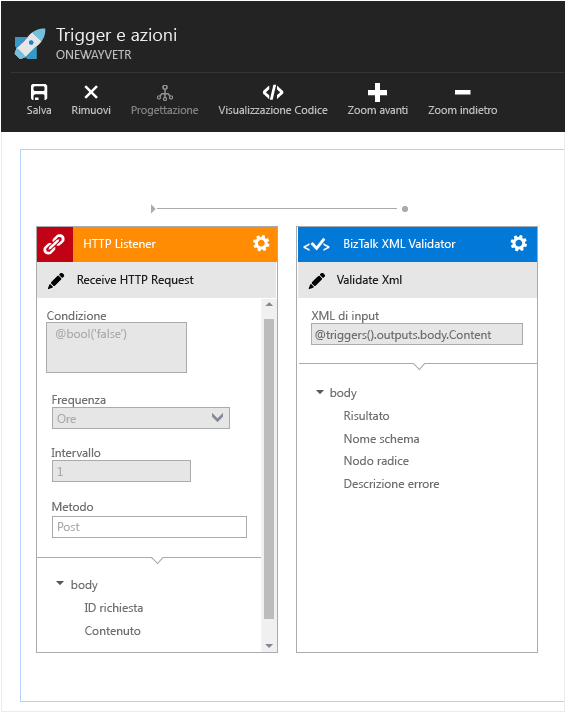 Trigger e azioni
ONEWAYVETR
Salva
Rimuovi
Progettazione
Visualizzazione Codice
Zoom avanti
Zoom indietro
HTTP Listener
Receive HTTP Request
Condizione
@bool('false')
Frequenza
Ore
Intervallo
1
Metodo
Post
body
ID richiesta
Contenuto
BizTalk XML Validator
Validate Xml
XML di input
@triggers().outputs.body.Content
body
Risultato
Nome schema
Nodo radice
Descrizione errore